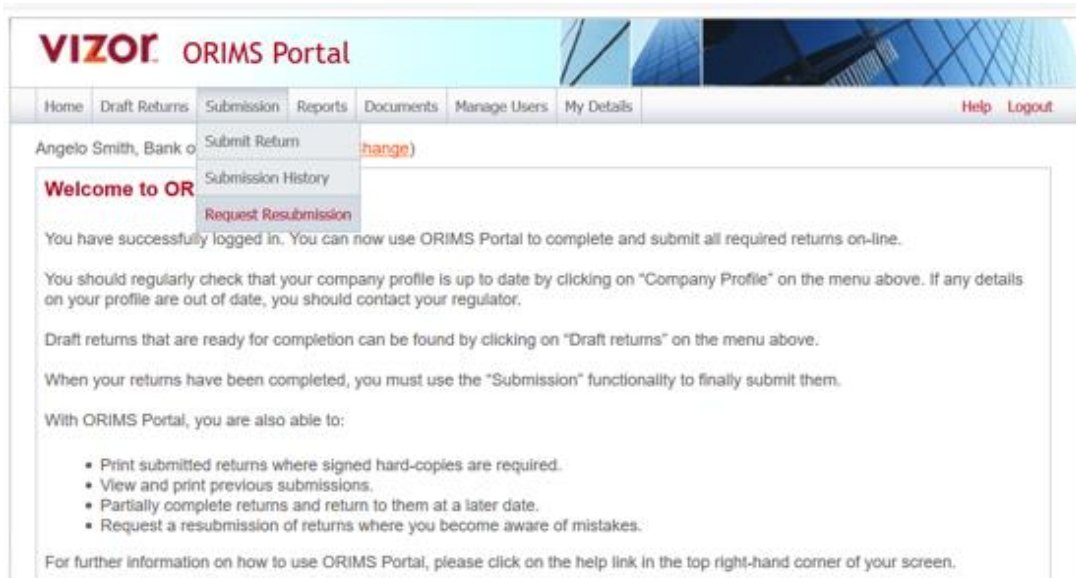 VIZOR ORIMS Portal
Home Draft Returns Submission Reports Documents Manage Users My Details Help Logout
Submit Return
Angelo Smith, Bank o hange)
Submission History
Welcome to OR
Request Resubmission
You have successfully logged in. You can now use ORIMS Portal to complete and submit all required returns on-line.
You should regularly check that your company profile is up to date by clicking on "Company Profile" on the menu above. If any details
on your profile are out of date, you should contact your regulator.
Draft returns that are ready for completion can be found by clicking on "Draft returns" on the menu above.
When your returns have been completed, you must use the "Submission" functionality to finally submit them.
With ORIMS Portal, you are also able to:
• Print submitted returns where signed hard-copies are required.
• View and print previous submissions.
• Partially complete returns and return to them at a later date.
• Request a resubmission of returns where you become aware of mistakes.
For further information on how to use ORIMS Portal, please click on the help link in the top right-hand corner of your screen.